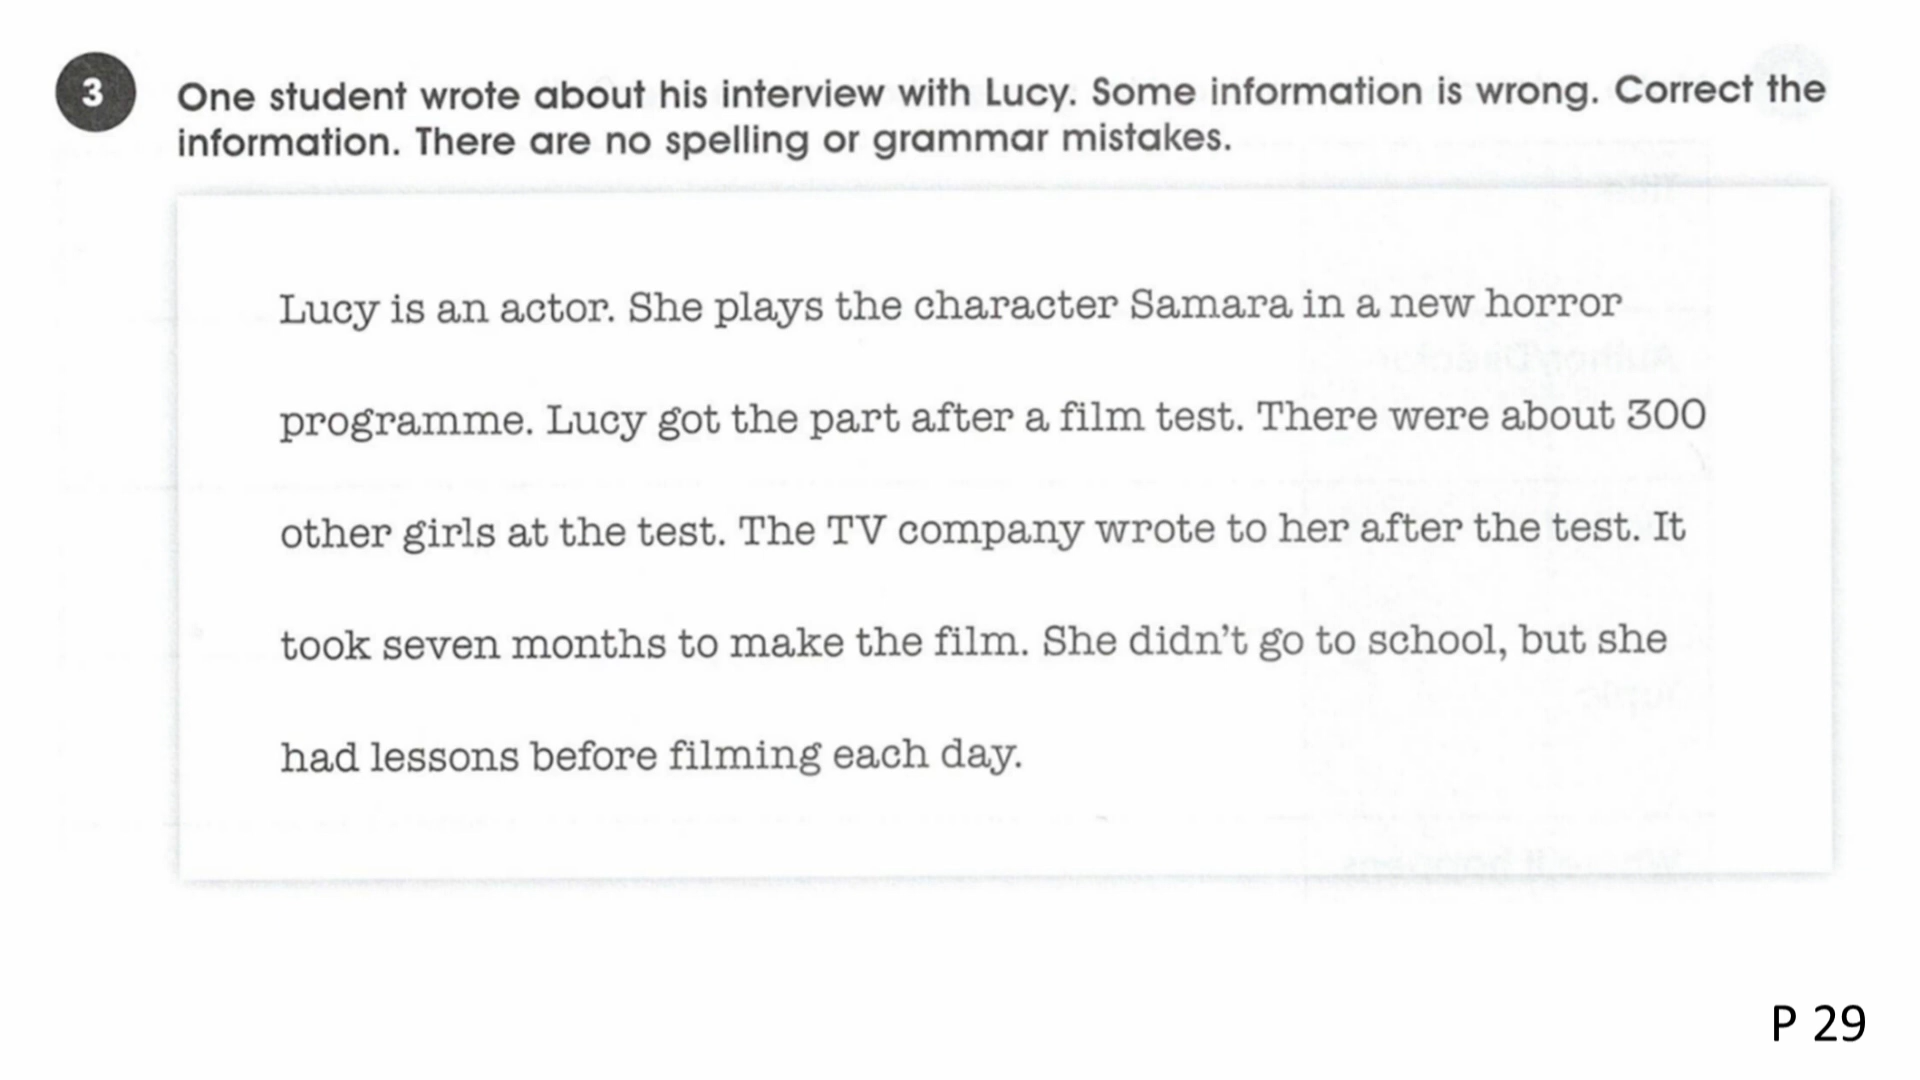 3
One student wrote about his interview with Lucy. Some information is wrong. Correct the
information. There are no spelling or grammar mistakes.
Lucy is an actor. She plays the character Samara in a new horror
programme. Lucy got the part after a film test. There were about 300
other girls at the test. The TV company wrote to her after the test. It
took seven months to make the film. She didn't go to school, but she
had lessons before filming each day.
P 29